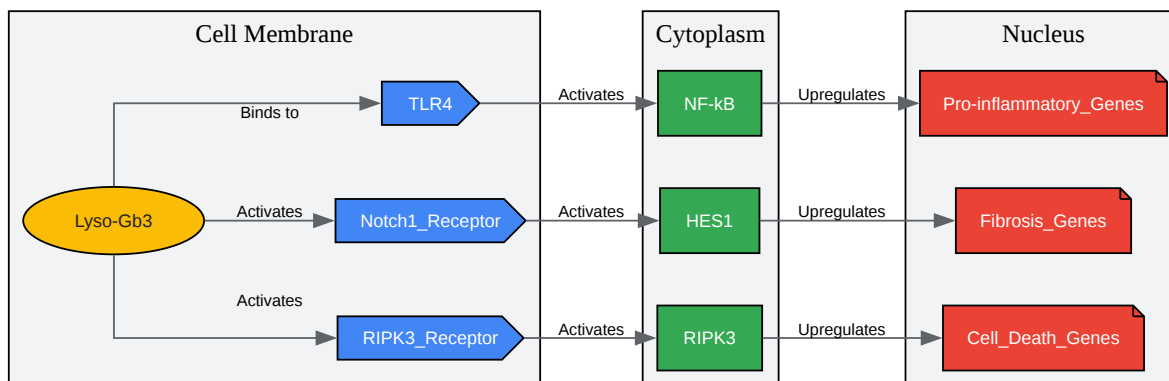 Cell Membrane
Cytoplasm
Nucleus
TLR4
Activates
NF-kB
Upregulates
Pro-inflammatory_Genes
Binds to
Lyso-Gb3
Activates
Notch1_Receptor
Activates
HES1
Upregulates
Fibrosis_Genes
Activates
RIPK3_Receptor
Activates
RIPK3
Upregulates
Cell_Death_Genes